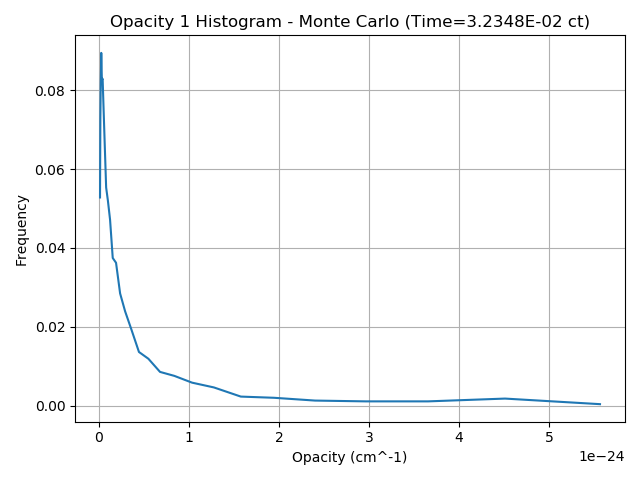 Opacity 1 Histogram - Monte Carlo (Time=3.2348E-02 ct)
Frequency
0.08
0.06
0.04
0.02
0.00
0 1 2 3 4 5
Opacity (cm^-1)
1e−24